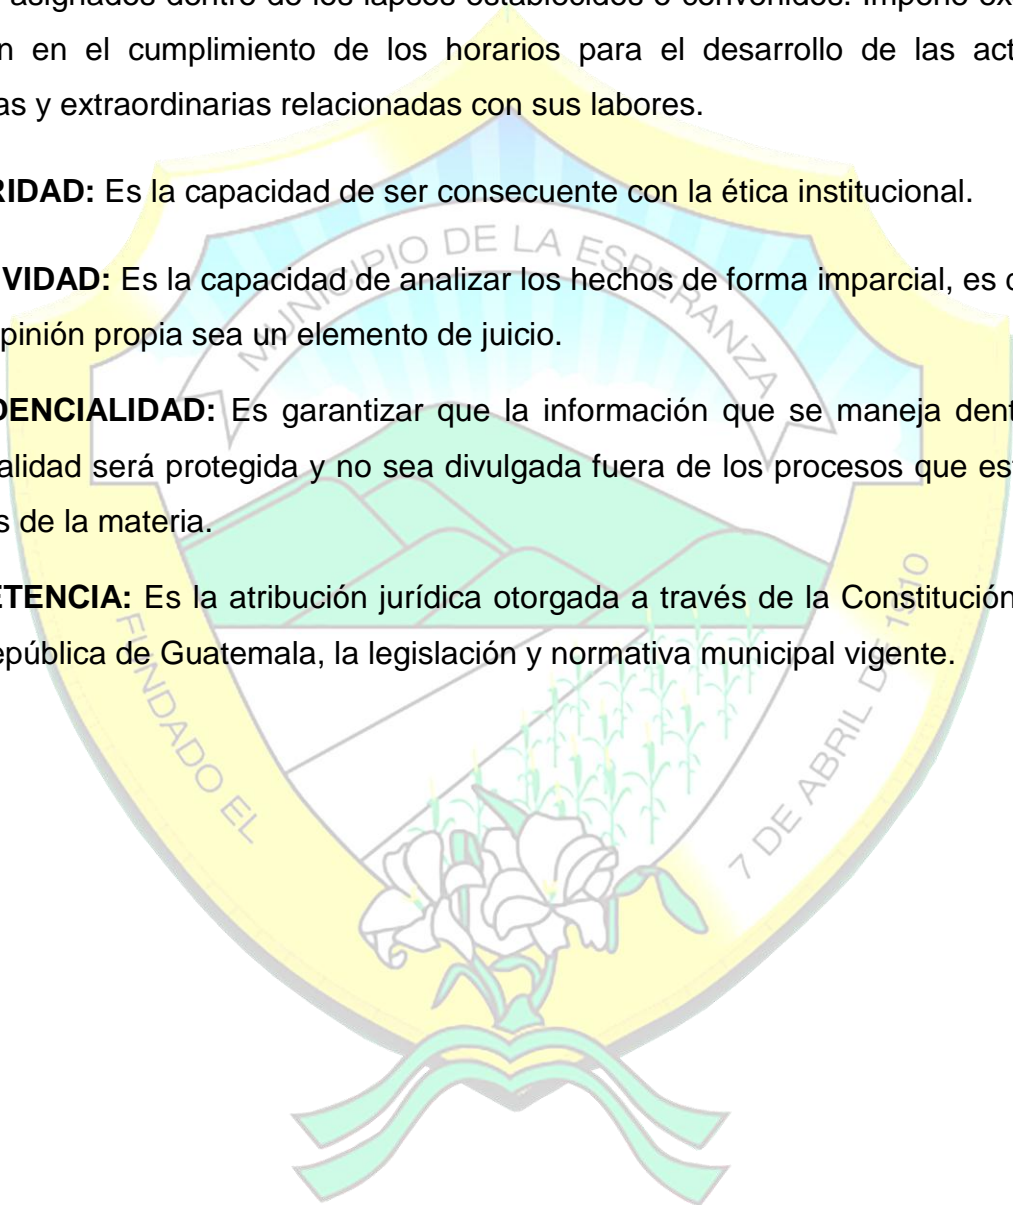 asignados dentro de los lapsos establecidos o convenidos. Imperio ex
n en el cumplimiento de los horarios para el desarrollo de las act
as y extraordinarias relacionadas con sus labores.
RIDAD: Es la capacidad de ser consecuente con la ética institucional.
VIDAD: Es la capacidad de analizar los hechos de forma imparcial, es d
pinión propia sea un elemento de juicio.
DENCIALIDAD: Es garantizar que la información que se maneja dent
alidad será protegida y no sea divulgada fuera de los procesos que es
s de la materia.
ETENCIA: Es la atribución jurídica otorgada a través de la Constitución
epública de Guatemala, la legislación y normativa municipal vigente.
MUNICIPIO DE LA ESPERANZA
FUNDADO EL
7 DE ABRIL DE 1910